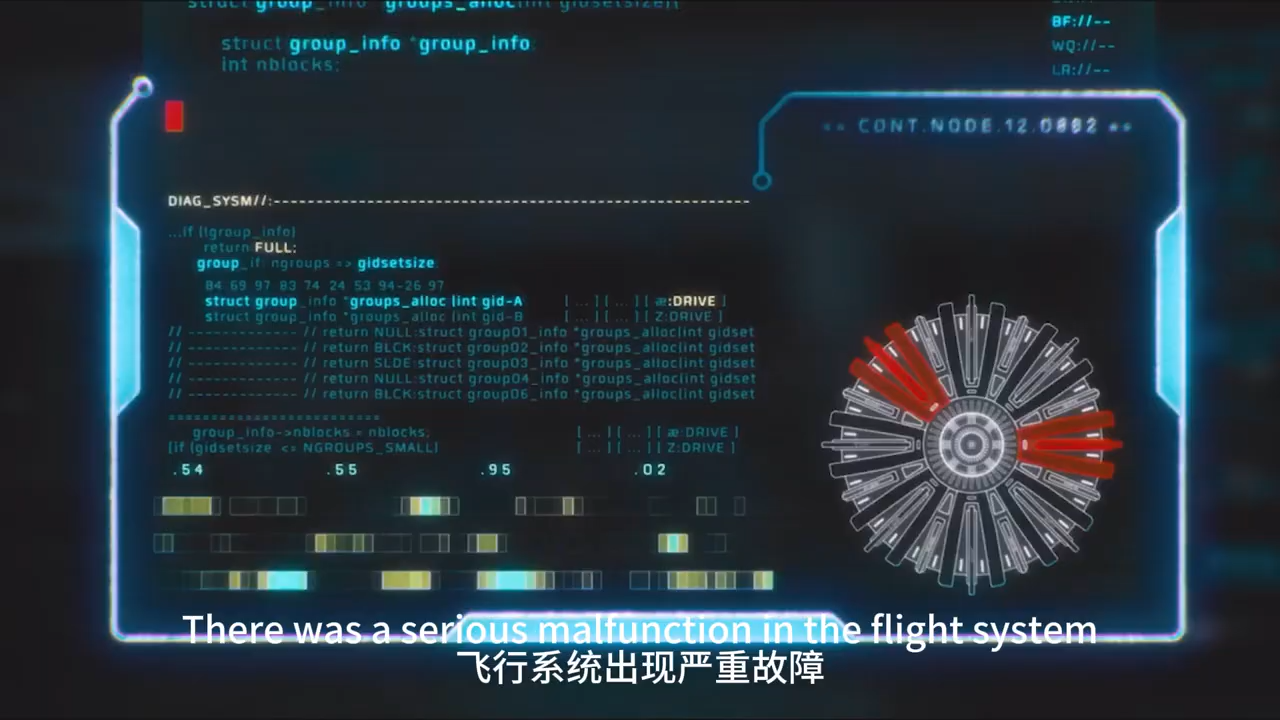 struct group_info *groups_alloc(int gidsetsize){
struct group_info *group_info;
int nblocks;
BF://--
WQ://--
LR://--
CONT.NODE.12.0882
DIAG_SYSM//:
...if (!group_info)
return FULL:
group_if: ngroups => gidsetsize
84 69 97 83 74 24 53 94-26 97
struct group_info *groups_alloc (int gid-A [ ... ] [ ... ] [ æ:DRIVE ]
struct group_info *groups_alloc (int gid-B [ ... ] [ ... ] [ Z:DRIVE ]
// ------------- // return NULL:struct group01_info *groups_alloc(int gidset
// ------------- // return BLCK:struct group02_info *groups_alloc(int gidset
// ------------- // return SLDE:struct group03_info *groups_alloc(int gidset
// ------------- // return NULL:struct group04_info *groups_alloc(int gidset
// ------------- // return BLCK:struct group06_info *groups_alloc(int gidset
group_info->nblocks = nblocks; [ ... ] [ ... ] [ æ:DRIVE ]
(if (gidsetsize <= NGROUPS_SMALL) [ ... ] [ ... ] [ Z:DRIVE ]
.54 .55 .95 .02
There was a serious malfunction in the flight system
飞行系统出现严重故障